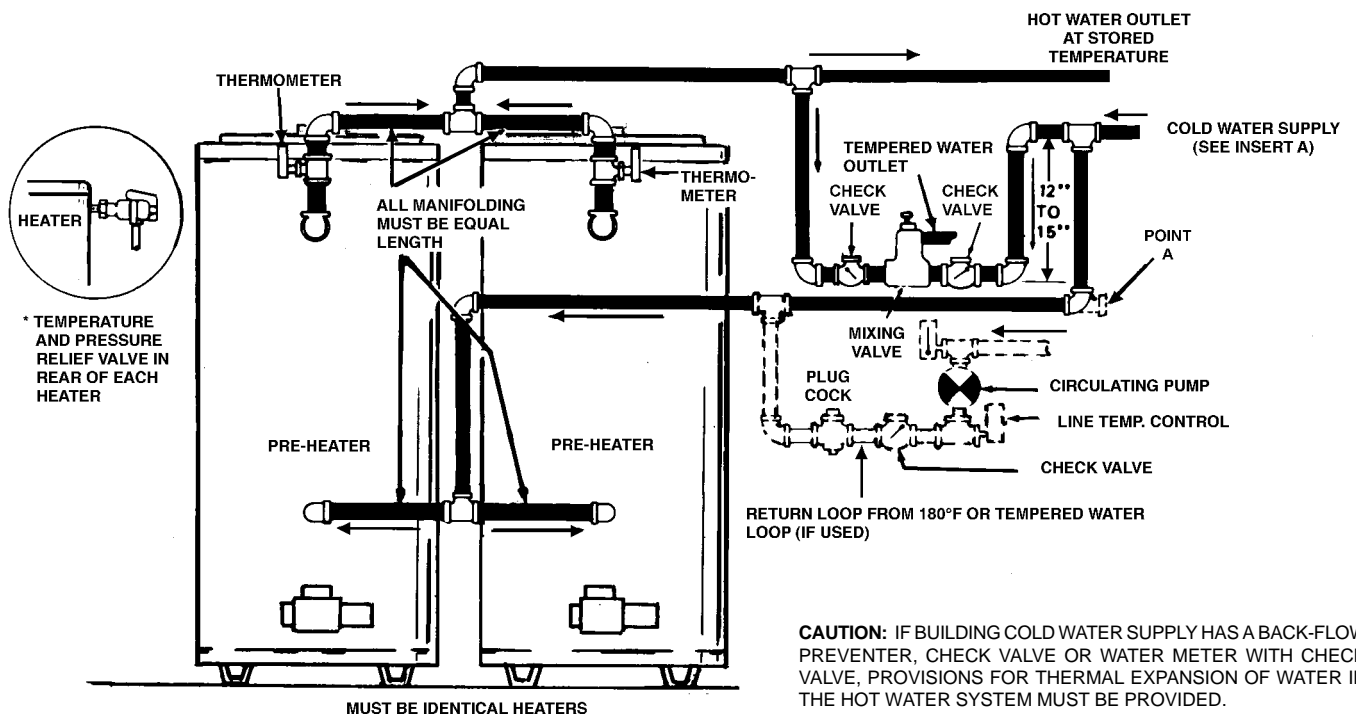 HOT WATER OUTLET
AT STORED
TEMPERATURE
THERMOMETER
COLD WATER SUPPLY
(SEE INSERT A)
TEMPERED WATER
OUTLET
CHECK
VALVE
CHECK
VALVE
12"
TO
15"
THERMO-
METER
HEATER
ALL MANIFOLDING
MUST BE EQUAL
LENGTH
POINT
A
* TEMPERATURE
AND PRESSURE
RELIEF VALVE IN
REAR OF EACH
HEATER
MIXING
VALVE
PLUG
COCK
CIRCULATING PUMP
LINE TEMP. CONTROL
PRE-HEATER
PRE-HEATER
CHECK VALVE
RETURN LOOP FROM 180°F OR TEMPERED WATER
LOOP (IF USED)
CAUTION: IF BUILDING COLD WATER SUPPLY HAS A BACK-FLOW
PREVENTER, CHECK VALVE OR WATER METER WITH CHECK
VALVE, PROVISIONS FOR THERMAL EXPANSION OF WATER IN
THE HOT WATER SYSTEM MUST BE PROVIDED.
MUST BE IDENTICAL HEATERS